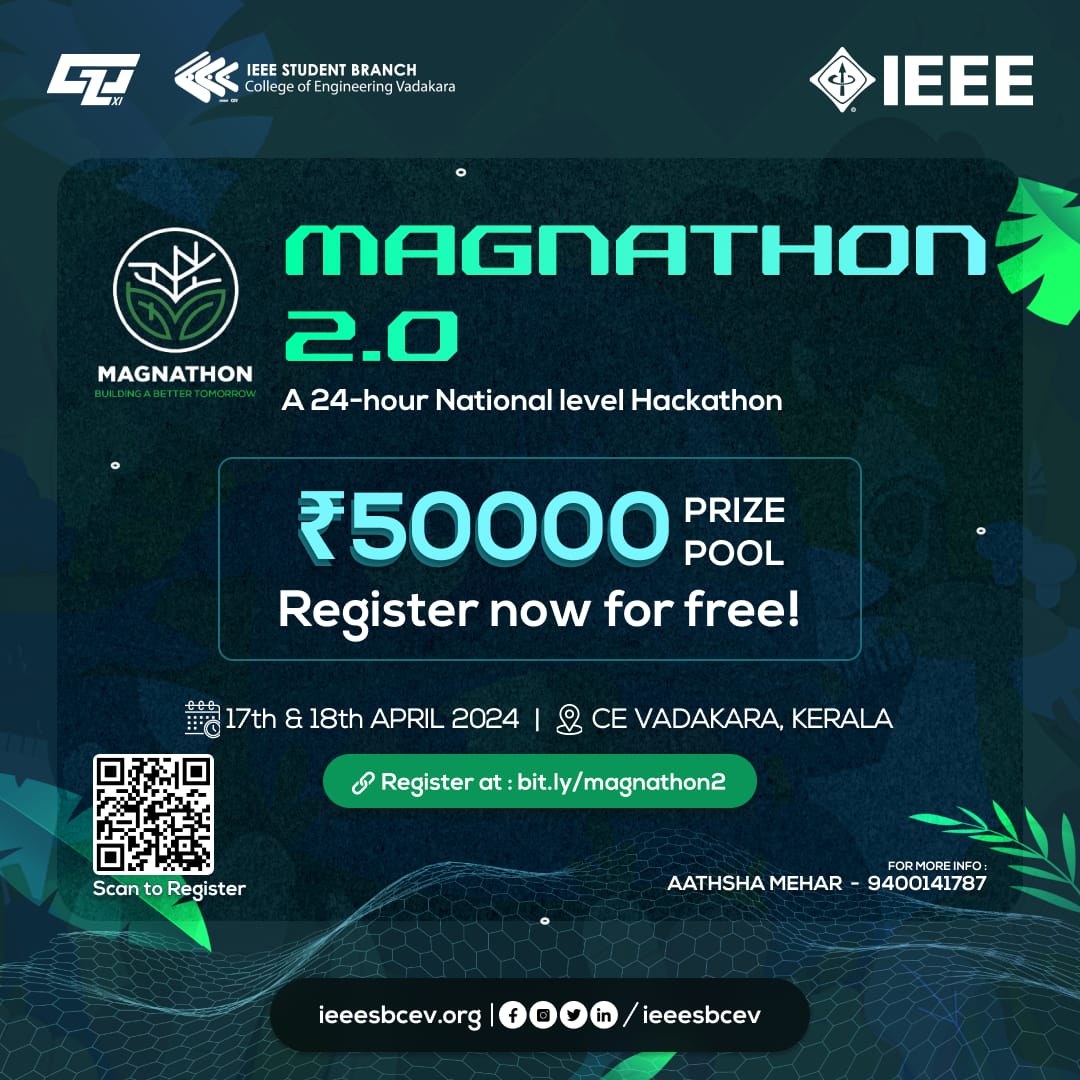 XI
IEEE STUDENT BRANCH
College of Engineering Vadakara
IEEE
MAGNATHON
2.0
MAGNATHON
BUILDING A BETTER TOMORROW
A 24-hour National level Hackathon
₹50000 PRIZE POOL
Register now for free!
17th & 18th APRIL 2024 | CE VADAKARA, KERALA
Register at : bit.ly/magnathon2
Scan to Register
FOR MORE INFO :
AATHSHA MEHAR - 9400141787
ieeesbcev.org | / ieeesbcev